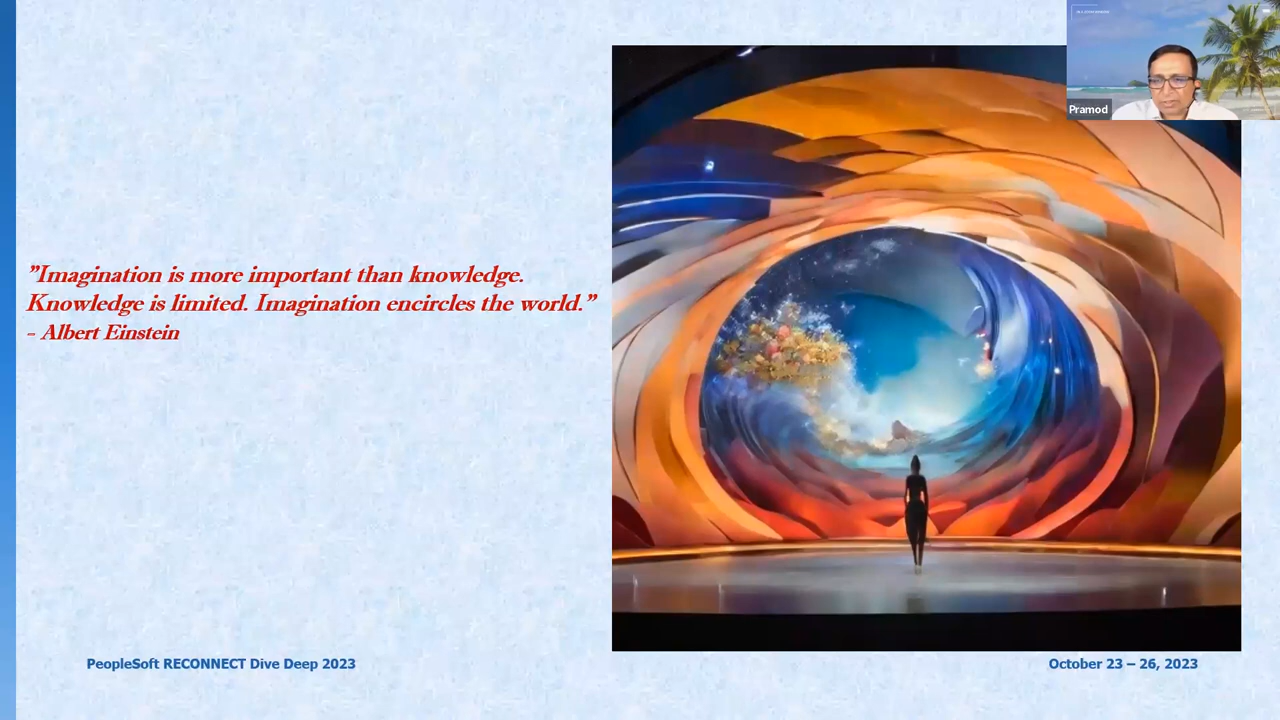 Pramod
”Imagination is more important than knowledge.
Knowledge is limited. Imagination encircles the world.”
- Albert Einstein
PeopleSoft RECONNECT Dive Deep 2023
October 23 – 26, 2023